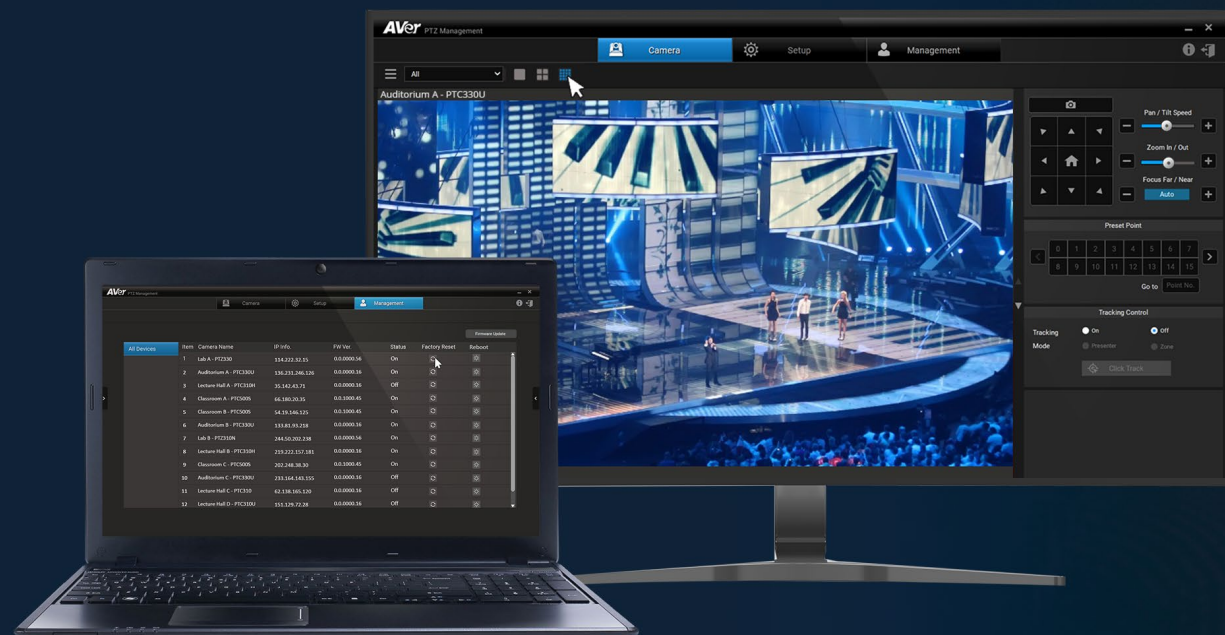 AVer PTZ Management
Camera Setup Management
All
Auditorium A - PTC330U
Pan / Tilt Speed
Zoom In / Out
Focus Far / Near
Auto
Preset Point
0 1 2 3 4 5 6 7
8 9 10 11 12 13 14 15
Go to Point No.
Tracking Control
Tracking On Off
Mode Presenter Zone
Click Track
AVer PTZ Management
Camera Setup Management
Firmware Update
All Devices
Item Camera Name IP Info. FW Ver. Status Factory Reset Reboot
1 Lab A - PTZ330 114.222.32.15 0.0.0000.56 On
2 Auditorium A - PTC330U 136.231.246.126 0.0.0000.16 On
3 Lecture Hall A - PTC310H 35.142.43.71 0.0.0000.16 Off
4 Classroom A - PTC500S 66.180.20.35 0.0.1000.45 On
5 Classroom B - PTC500S 54.19.146.125 0.0.1000.45 On
6 Auditorium B - PTC330U 133.81.93.218 0.0.0000.16 On
7 Lab B - PTZ310N 244.50.202.238 0.0.0000.56 On
8 Lecture Hall B - PTC310H 219.222.157.181 0.0.0000.16 On
9 Classroom C - PTC500S 202.248.38.30 0.0.1000.45 On
10 Auditorium C - PTC330U 233.164.143.155 0.0.0000.16 Off
11 Lecture Hall C - PTC310 62.138.165.120 0.0.0000.16 Off
12 Lecture Hall D - PTC310U 151.129.72.28 0.0.0000.16 Off